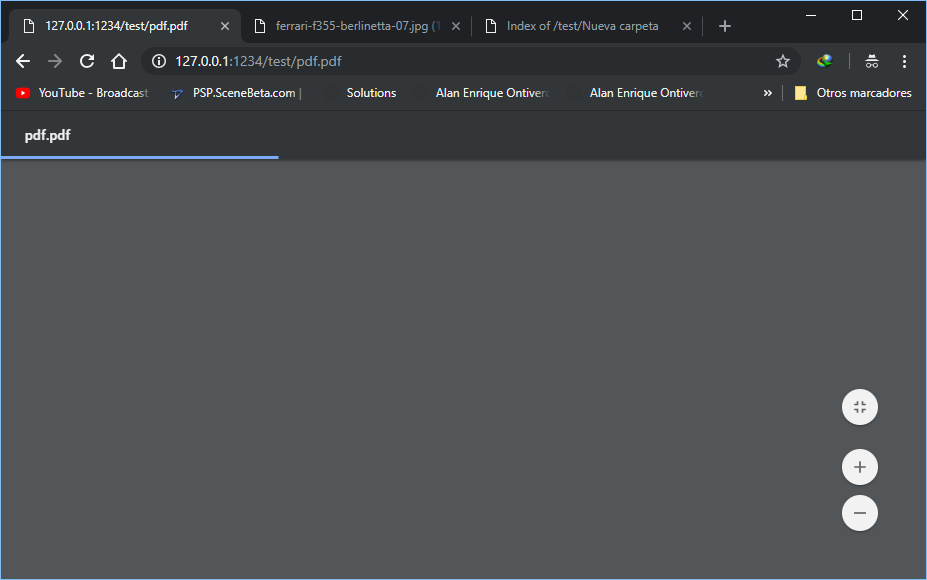 127.0.0.1:1234/test/pdf.pdf
ferrari-f355-berlinetta-07.jpg (1
Index of /test/Nueva carpeta
127.0.0.1:1234/test/pdf.pdf
YouTube - Broadcast
PSP.SceneBeta.com |
Solutions
Alan Enrique Ontivero
Alan Enrique Ontivero
Otros marcadores
pdf.pdf